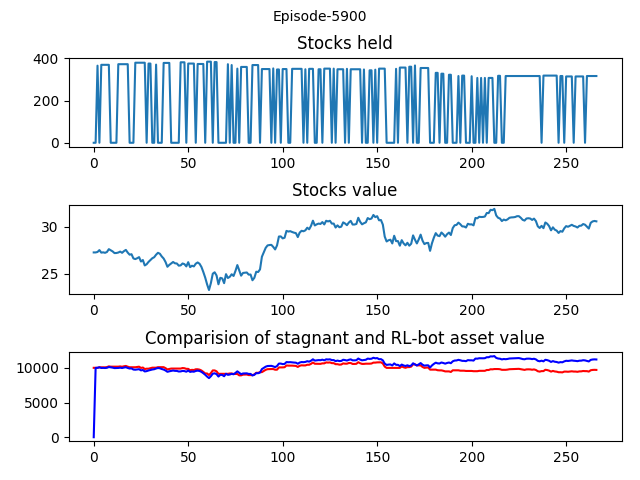 Episode-5900
Stocks held
400
200
0
0 50 100 150 200 250
Stocks value
30
25
0 50 100 150 200 250
Comparision of stagnant and RL-bot asset value
10000
5000
0
0 50 100 150 200 250